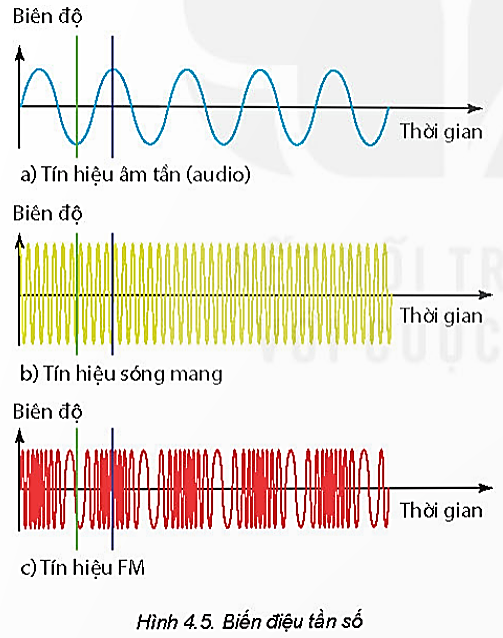 Biên độ
Thời gian
a) Tín hiệu âm tần (audio)
Biên độ
Thời gian
b) Tín hiệu sóng mang
Biên độ
Thời gian
c) Tín hiệu FM
Hình 4.5. Biến điệu tần số